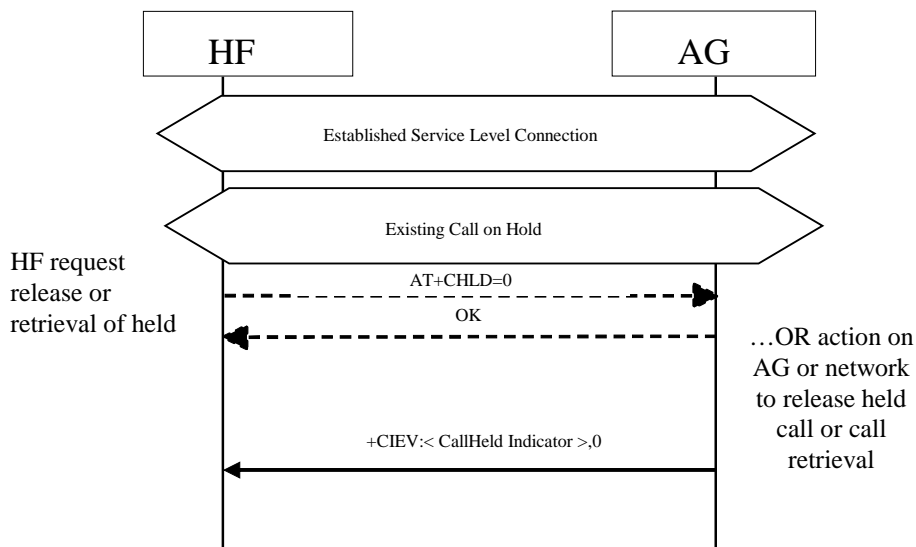 HF
AG
Established Service Level Connection
Existing Call on Hold
HF request
release or
retrieval of held
AT+CHLD=0
OK
…OR action on
AG or network
to release held
call or call
retrieval
+CIEV:< CallHeld Indicator >,0